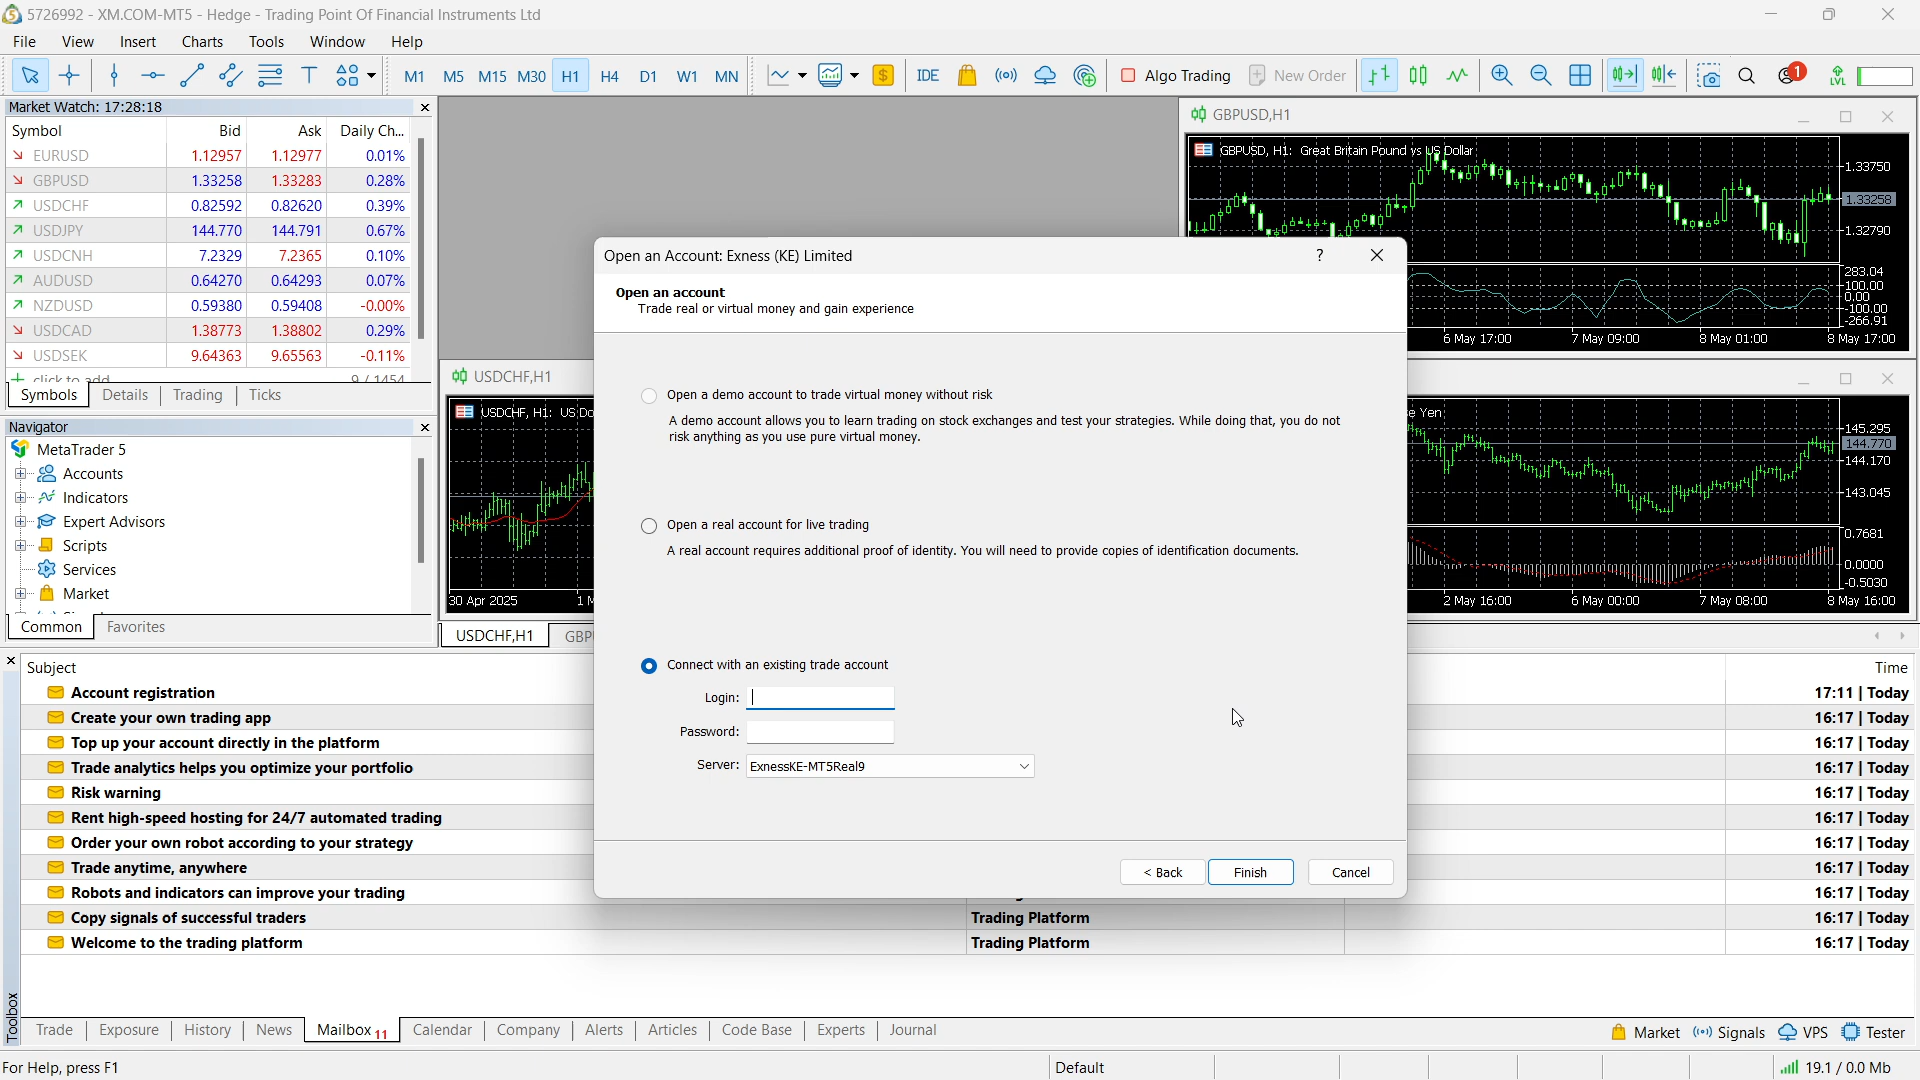 5726992 - XM.COM-MT5 - Hedge - Trading Point Of Financial Instruments Ltd
File View Insert Charts Tools Window Help
M1 M5 M15 M30 H1 H4 D1 W1 MN IDE Algo Trading New Order 1 LVL
Market Watch: 17:28:18
Symbol Bid Ask Daily Ch...
EURUSD 1.12957 1.12977 0.01%
GBPUSD 1.33258 1.33283 0.28%
USDCHF 0.82592 0.82620 0.39%
USDJPY 144.770 144.791 0.67%
USDCNH 7.2329 7.2365 0.10%
AUDUSD 0.64270 0.64293 0.07%
NZDUSD 0.59380 0.59408 -0.00%
USDCAD 1.38773 1.38802 0.29%
USDSEK 9.64363 9.65563 -0.11%
+ click to add 9 / 1454
Symbols Details Trading Ticks
Navigator
MetaTrader 5
Accounts
Indicators
Expert Advisors
Scripts
Services
Market
Common Favorites
GBPUSD,H1
GBPUSD, H1: Great Britain Pound vs US Dollar
1.33750
1.33258
1.32790
283.04
100.00
0.00
-100.00
-266.91
6 May 17:00 7 May 09:00 8 May 01:00 8 May 17:00
USDCHF,H1
USDCHF, H1: US Do
30 Apr 2025 1 M
e Yen
145.295
144.770
144.170
143.045
0.7681
0.0000
-0.5030
2 May 16:00 6 May 00:00 7 May 08:00 8 May 16:00
USDCHF,H1 GBP
Open an Account: Exness (KE) Limited ?
Open an account
Trade real or virtual money and gain experience
Open a demo account to trade virtual money without risk
A demo account allows you to learn trading on stock exchanges and test your strategies. While doing that, you do not
risk anything as you use pure virtual money.
Open a real account for live trading
A real account requires additional proof of identity. You will need to provide copies of identification documents.
Connect with an existing trade account
Login:
Password:
Server: ExnessKE-MT5Real9
< Back Finish Cancel
Subject Time
Account registration 17:11 | Today
Create your own trading app 16:17 | Today
Top up your account directly in the platform 16:17 | Today
Trade analytics helps you optimize your portfolio 16:17 | Today
Risk warning 16:17 | Today
Rent high-speed hosting for 24/7 automated trading 16:17 | Today
Order your own robot according to your strategy 16:17 | Today
Trade anytime, anywhere 16:17 | Today
Robots and indicators can improve your trading 16:17 | Today
Copy signals of successful traders Trading Platform 16:17 | Today
Welcome to the trading platform Trading Platform 16:17 | Today
Toolbox
Trade Exposure History News Mailbox 11 Calendar Company Alerts Articles Code Base Experts Journal Market Signals VPS Tester
For Help, press F1 Default 19.1 / 0.0 Mb